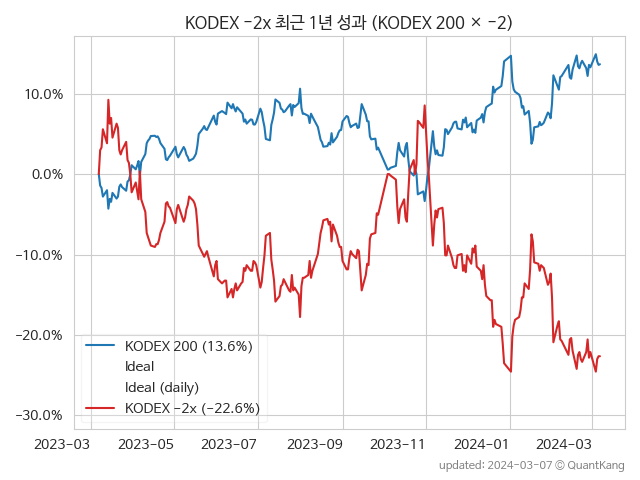 KODEX −2x 최근 1년 성과 (KODEX 200 × −2)
10.0%
0.0%
−10.0%
−20.0%
−30.0%
KODEX 200 (13.6%)
Ideal
Ideal (daily)
KODEX −2x (−22.6%)
2023-03 2023-05 2023-07 2023-09 2023-11 2024-01 2024-03
updated: 2024-03-07 © QuantKang